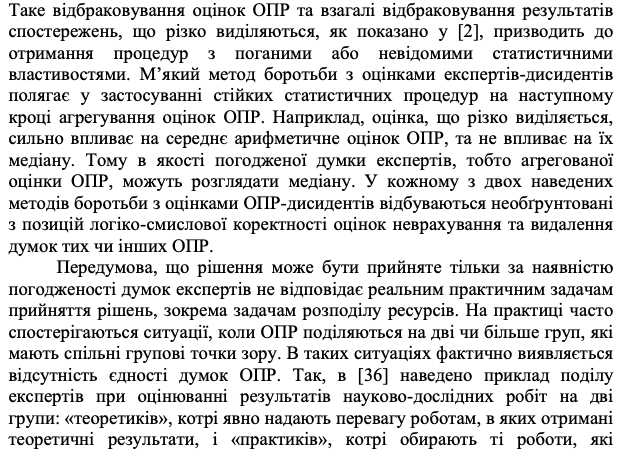 Таке відбраковування оцінок ОПР та взагалі відбраковування результатів
спостережень, що різко виділяються, як показано у [2], призводить до
отримання процедур з поганими або невідомими статистичними
властивостями. М’який метод боротьби з оцінками експертів-дисидентів
полягає у застосуванні стійких статистичних процедур на наступному
кроці агрегування оцінок ОПР. Наприклад, оцінка, що різко виділяється,
сильно впливає на середнє арифметичне оцінок ОПР, та не впливає на їх
медіану. Тому в якості погодженої думки експертів, тобто агрегованої
оцінки ОПР, можуть розглядати медіану. У кожному з двох наведених
методів боротьби з оцінками ОПР-дисидентів відбуваються необґрунтовані
з позицій логіко-смислової коректності оцінок неврахування та видалення
думок тих чи інших ОПР.
Передумова, що рішення може бути прийняте тільки за наявністю
погодженості думок експертів не відповідає реальним практичним задачам
прийняття рішень, зокрема задачам розподілу ресурсів. На практиці часто
спостерігаються ситуації, коли ОПР поділяються на дві чи більше груп, які
мають спільні групові точки зору. В таких ситуаціях фактично виявляється
відсутність єдності думок ОПР. Так, в [36] наведено приклад поділу
експертів при оцінюванні результатів науково-дослідних робіт на дві
групи: «теоретиків», котрі явно надають перевагу роботам, в яких отримані
теоретичні результати, і «практиків», котрі обирають ті роботи, які